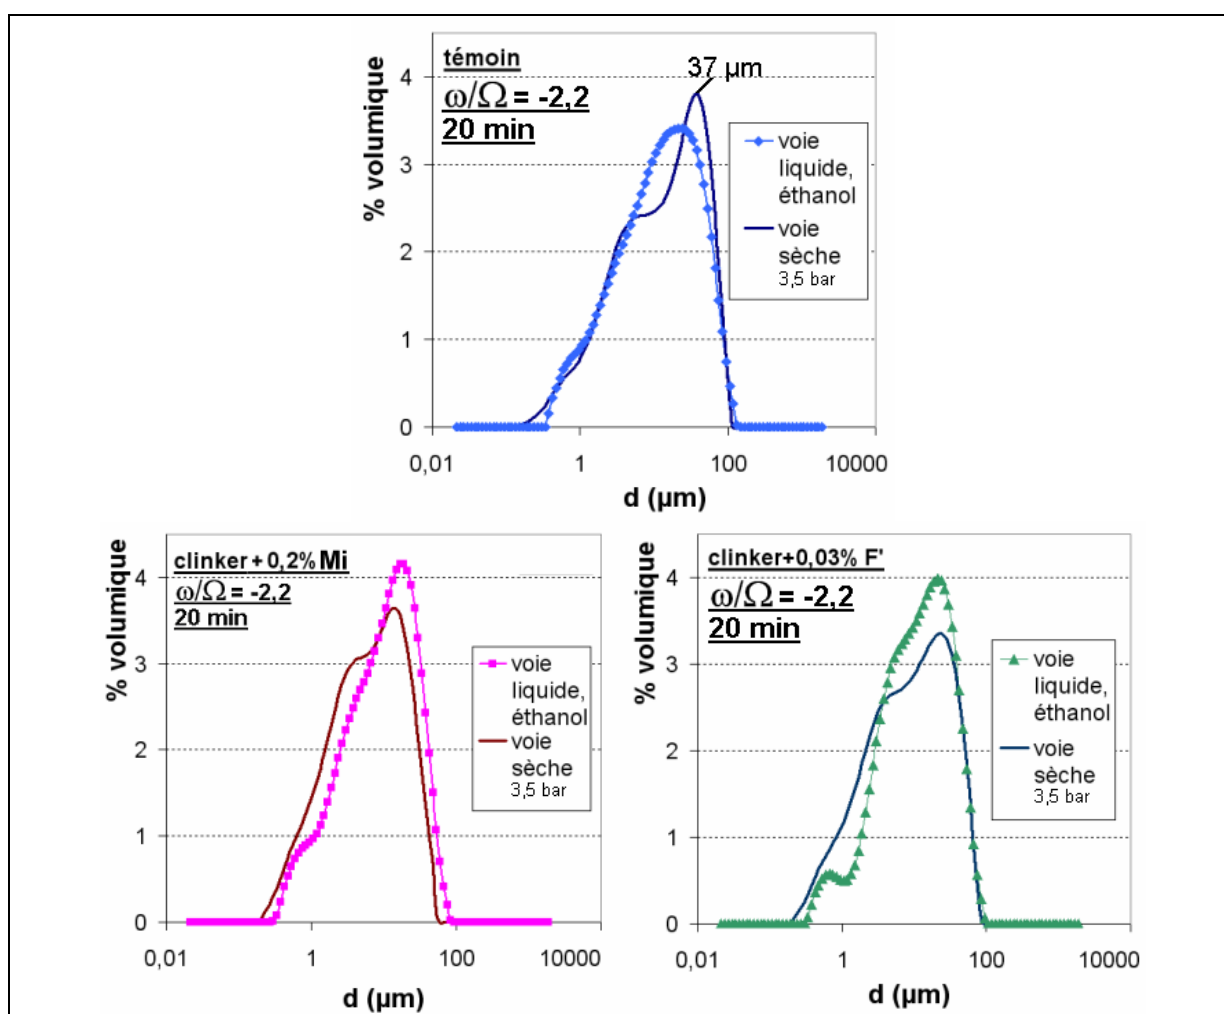 témoin
ω/Ω = -2,2
20 min
37 µm
% volumique
4
3
2
1
0
0,01
1
100
10000
d (µm)
voie
liquide,
éthanol
voie
sèche
3,5 bar
clinker + 0,2% Mi
ω/Ω = -2,2
20 min
% volumique
4
3
2
1
0
0,01
1
100
10000
d (µm)
voie
liquide,
éthanol
voie
sèche
3,5 bar
clinker+0,03% F'
ω/Ω = -2,2
20 min
% volumique
4
3
2
1
0
0,01
1
100
10000
d (µm)
voie
liquide,
éthanol
voie
sèche
3,5 bar